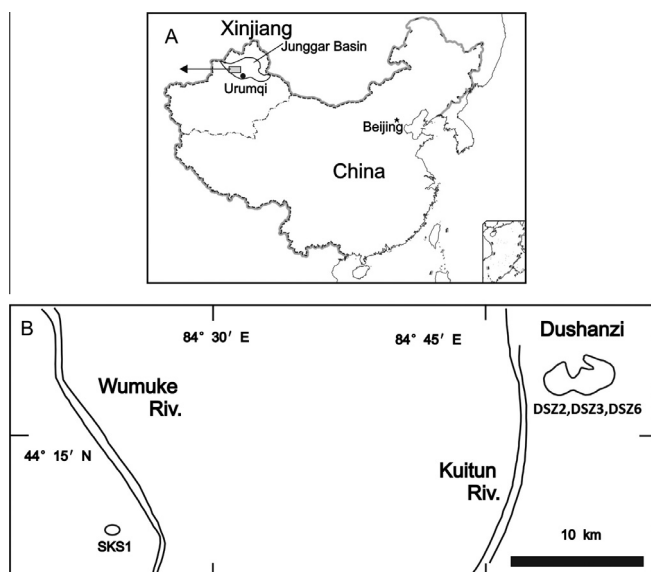 A
Xinjiang
Junggar Basin
Urumqi
Beijing
China
B
84° 30′ E
84° 45′ E
Dushanzi
Wumuke
Riv.
DSZ2,DSZ3,DSZ6
44° 15′ N
Kuitun
Riv.
SKS1
10 km